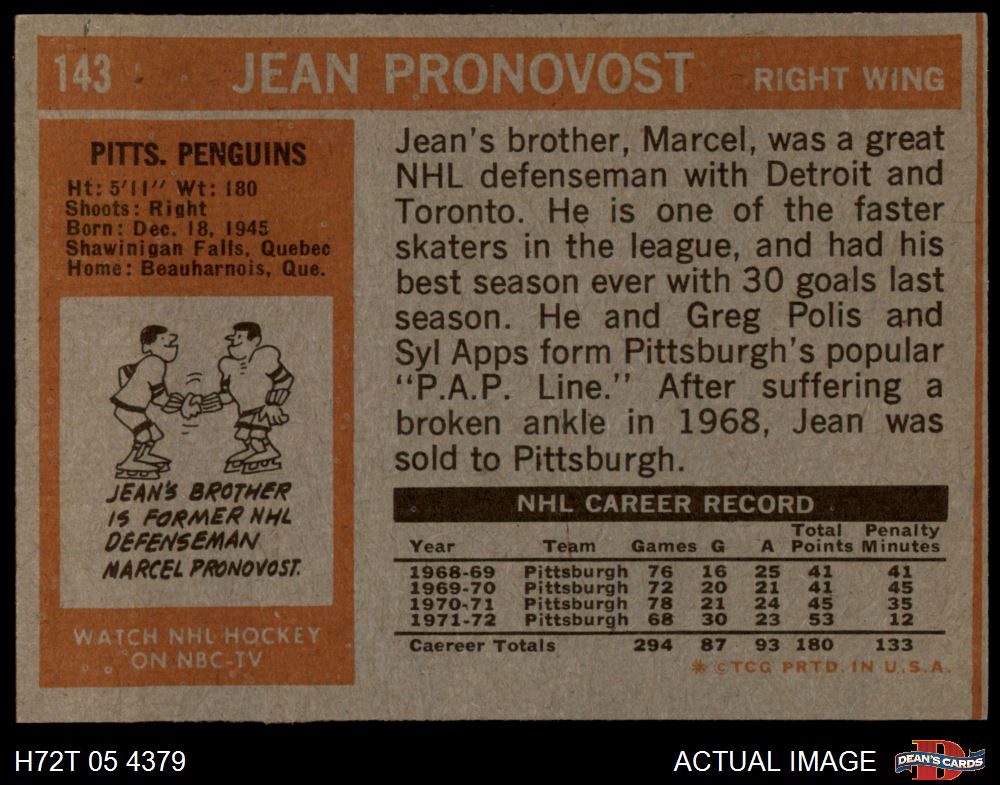 143 JEAN PRONOVOST RIGHT WING
PITTS. PENGUINS
Ht: 5'11" Wt: 180
Shoots: Right
Born: Dec. 18, 1945
Shawinigan Falls, Quebec
Home: Beauharnois, Que.
JEAN'S BROTHER
IS FORMER NHL
DEFENSEMAN
MARCEL PRONOVOST.
WATCH NHL HOCKEY
ON NBC-TV
Jean's brother, Marcel, was a great
NHL defenseman with Detroit and
Toronto. He is one of the faster
skaters in the league, and had his
best season ever with 30 goals last
season. He and Greg Polis and
Syl Apps form Pittsburgh's popular
"P.A.P. Line." After suffering a
broken ankle in 1968, Jean was
sold to Pittsburgh.
NHL CAREER RECORD
Total Penalty
Year Team Games G A Points Minutes
1968-69 Pittsburgh 76 16 25 41 41
1969-70 Pittsburgh 72 20 21 41 45
1970-71 Pittsburgh 78 21 24 45 35
1971-72 Pittsburgh 68 30 23 53 12
Caereer Totals 294 87 93 180 133
* ©TCG PRTD. IN U.S.A.
H72T 05 4379 ACTUAL IMAGE DEAN'S CARDS